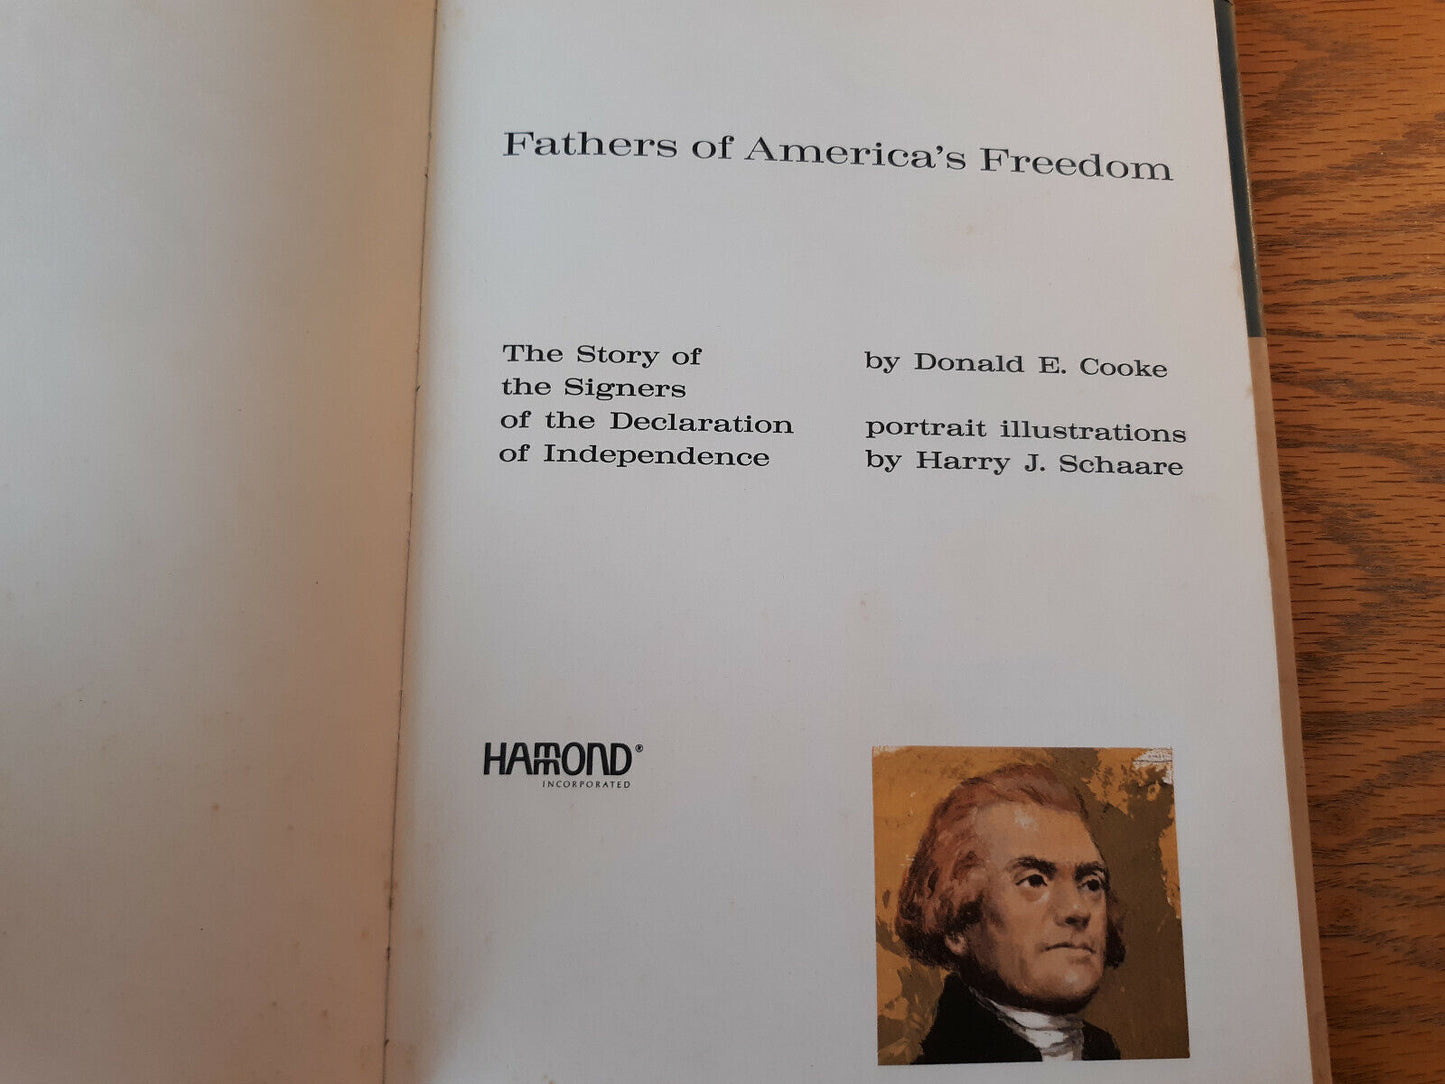 Fathers of America's Freedom
The Story of
the Signers
of the Declaration
of Independence
by Donald E. Cooke
portrait illustrations
by Harry J. Schaare
HAMMOND®
INCORPORATED